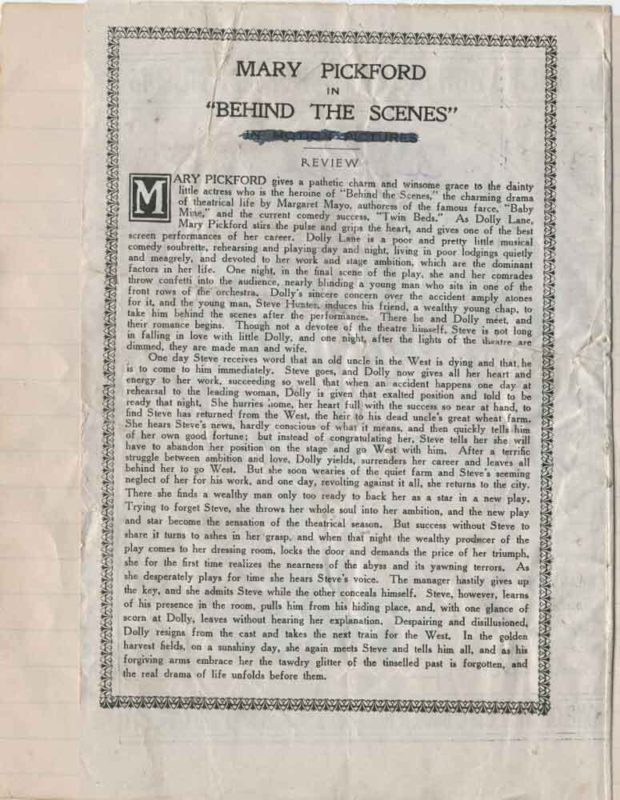 MARY PICKFORD
IN
"BEHIND THE SCENES"
IN MOTION PICTURES
REVIEW
MARY PICKFORD gives a pathetic charm and winsome grace to the dainty
little actress who is the heroine of "Behind the Scenes," the charming drama
of theatrical life by Margaret Mayo, authoress of the famous farce, "Baby
Mine," and the current comedy success, "Twin Beds." As Dolly Lane,
Mary Pickford stirs the pulse and grips the heart, and gives one of the best
screen performances of her career. Dolly Lane is a poor and pretty little musical
comedy soubrette, rehearsing and playing day and night, living in poor lodgings quietly
and meagrely, and devoted to her work and stage ambition, which are the dominant
factors in her life. One night, in the final scene of the play, she and her comrades
throw confetti into the audience, nearly blinding a young man who sits in one of the
front rows of the orchestra. Dolly's sincere concern over the accident amply atones
for it, and the young man, Steve Hunter, induces his friend, a wealthy young chap, to
take him behind the scenes after the performance. There he and Dolly meet, and
their romance begins. Though not a devotee of the theatre himself, Steve is not long
in falling in love with little Dolly, and one night, after the lights of the theatre are
dimmed, they are made man and wife.
One day Steve receives word that an old uncle in the West is dying and that he
is to come to him immediately. Steve goes, and Dolly now gives all her heart and
energy to her work, succeeding so well that when an accident happens one day at
rehearsal to the leading woman, Dolly is given that exalted position and told to be
ready that night. She hurries home, her heart full with the success so near at hand, to
find Steve has returned from the West, the heir to his dead uncle's great wheat farm.
She hears Steve's news, hardly conscious of what it means, and then quickly tells him
of her own good fortune; but instead of congratulating her, Steve tells her she will
have to abandon her position on the stage and go West with him. After a terrific
struggle between ambition and love, Dolly yields, surrenders her career and leaves all
behind her to go West. But she soon wearies of the quiet farm and Steve's seeming
neglect of her for his work, and one day, revolting against it all, she returns to the city.
There she finds a wealthy man only too ready to back her as a star in a new play.
Trying to forget Steve, she throws her whole soul into her ambition, and the new play
and star become the sensation of the theatrical season. But success without Steve to
share it turns to ashes in her grasp, and when that night the wealthy producer of the
play comes to her dressing room, locks the door and demands the price of her triumph,
she for the first time realizes the nearness of the abyss and its yawning terrors. As
she desperately plays for time she hears Steve's voice. The manager hastily gives up
the key, and she admits Steve while the other conceals himself. Steve, however, learns
of his presence in the room, pulls him from his hiding place, and, with one glance of
scorn at Dolly, leaves without hearing her explanation. Despairing and disillusioned,
Dolly resigns from the cast and takes the next train for the West. In the golden
harvest fields, on a sunshiny day, she again meets Steve and tells him all, and as his
forgiving arms embrace her the tawdry glitter of the tinselled past is forgotten, and
the real drama of life unfolds before them.